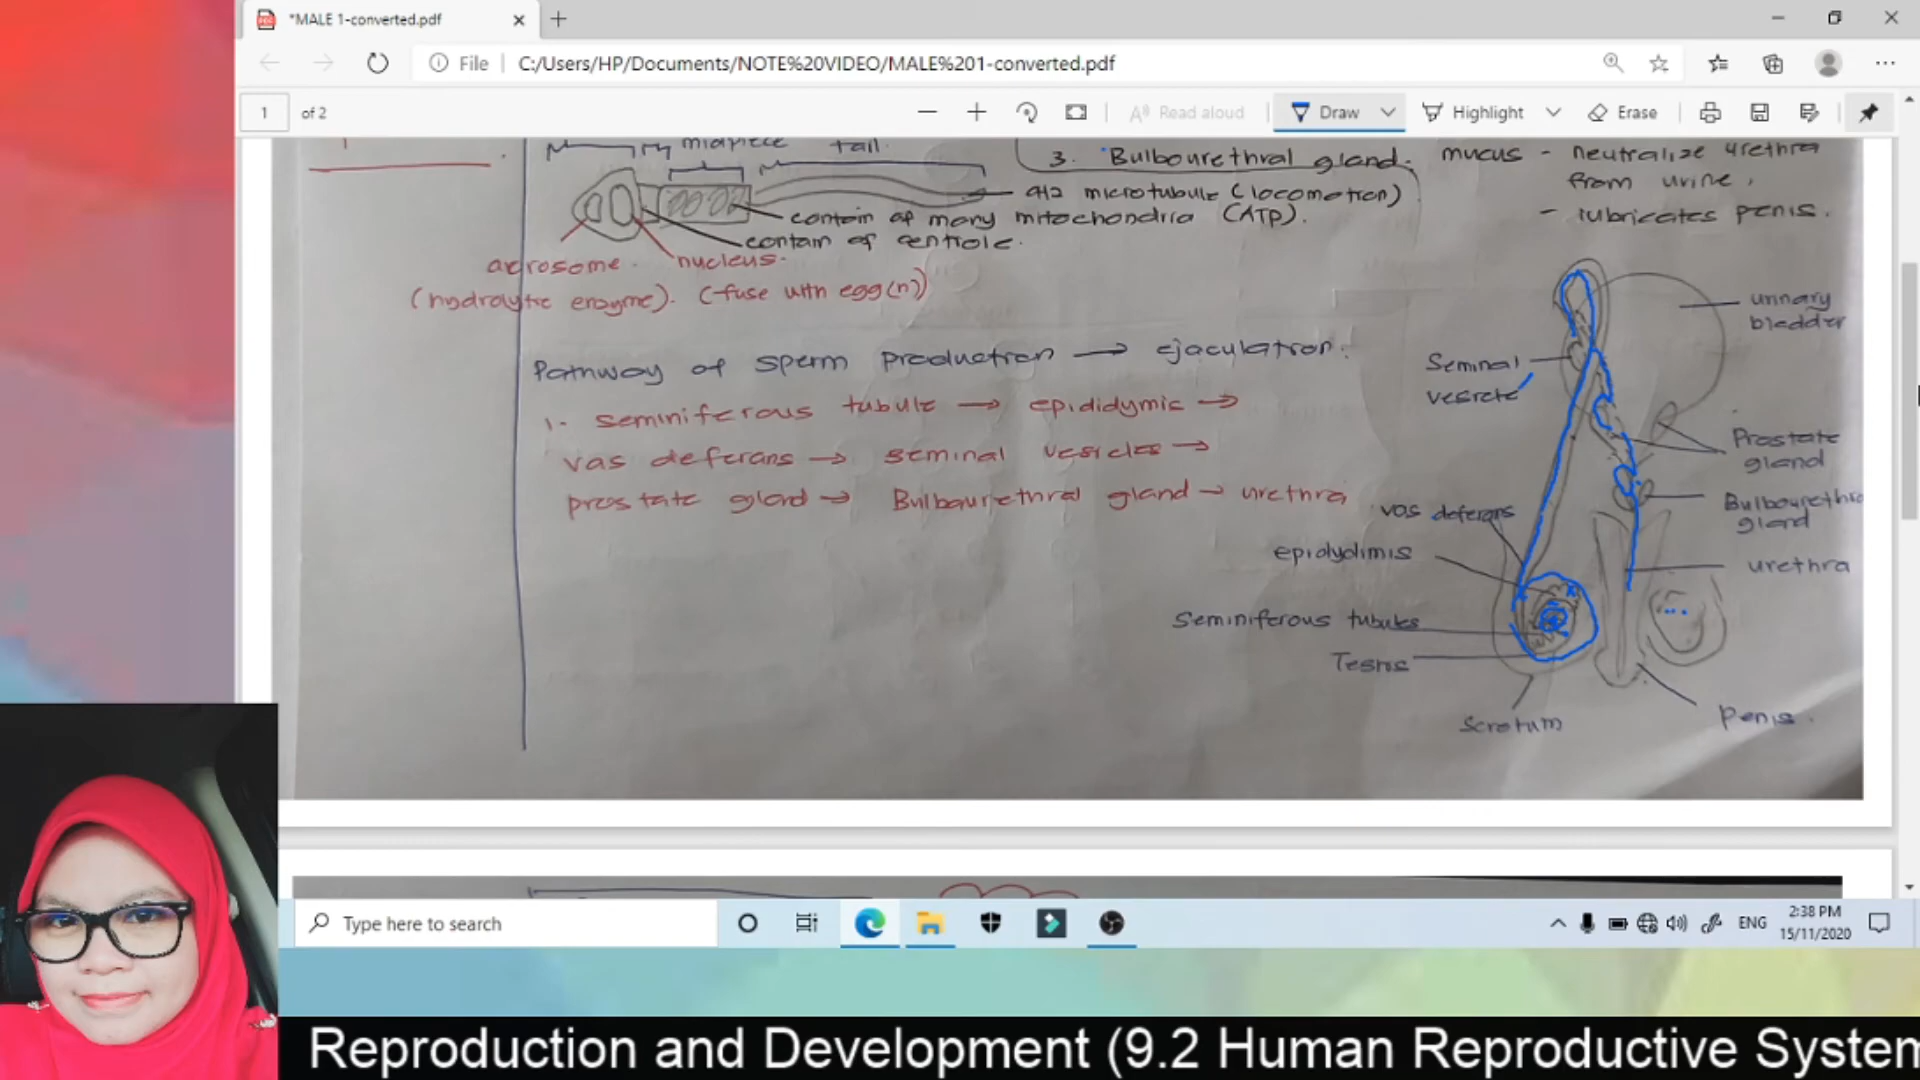 *MALE 1-converted.pdf
File C:/Users/HP/Documents/NOTE%20VIDEO/MALE%201-converted.pdf
1 of 2 Read aloud Draw Highlight Erase
midpiece tail
3. Bulbourethral gland. mucus - neutralize urethra
from urine,
- lubricates penis.
9+2 microtubule (locomotion)
contain of many mitochondria (ATP).
contain of centriole.
acrosome. nucleus.
(hydrolytic enzyme). (fuse with egg(n))
Pathway of sperm production → ejaculation.
1. seminiferous tubule → epididymis →
vas deferans → seminal vesicles →
prostate gland → Bulbourethral gland → urethra
urinary
bladder
Seminal
vesicle
Prostate
gland
Bulbourethra
gland
vas deferans
epidydimis
urethra
Seminiferous tubules
Testis
Scrotum
Penis.
Type here to search
ENG
2:38 PM
15/11/2020
Reproduction and Development (9.2 Human Reproductive System